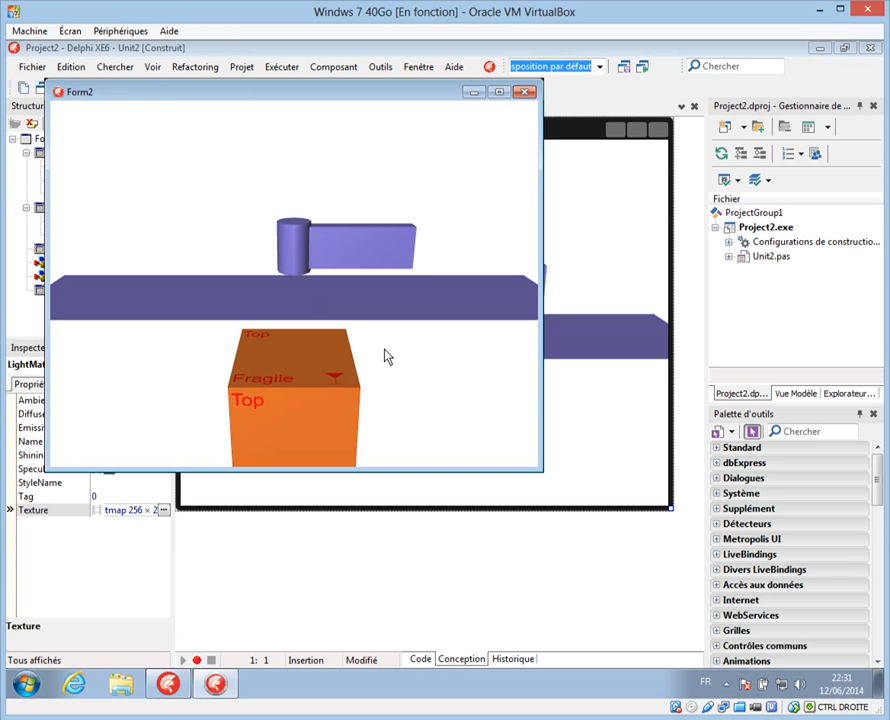 Windws 7 40Go [En fonction] - Oracle VM VirtualBox
Machine Écran Périphériques Aide
Project2 - Delphi XE6 - Unit2 [Construit]
Fichier Edition Chercher Voir Refactoring Projet Exécuter Composant Outils Fenêtre Aide sposition par défaut Chercher
Form2
Structur
Fo
Top
Fragile
Top
Inspecte
LightMat
Proprié
Ambie
Diffuse
Emissi
Name
Shinin
Specul
StyleName
Tag 0
Texture tmap 256 × 2
Texture
Tous affichés
1: 1 Insertion Modifié Code Conception Historique
Project2.dproj - Gestionnaire de ...
Fichier
ProjectGroup1
Project2.exe
Configurations de constructio...
Unit2.pas
Project2.dp... Vue Modèle Explorateur...
Palette d'outils
Chercher
Standard
dbExpress
Dialogues
Système
Supplément
Détecteurs
Metropolis UI
LiveBindings
Divers LiveBindings
Accès aux données
Internet
WebServices
Grilles
Contrôles communs
Animations
FR 22:31
12/06/2014
CTRL DROITE